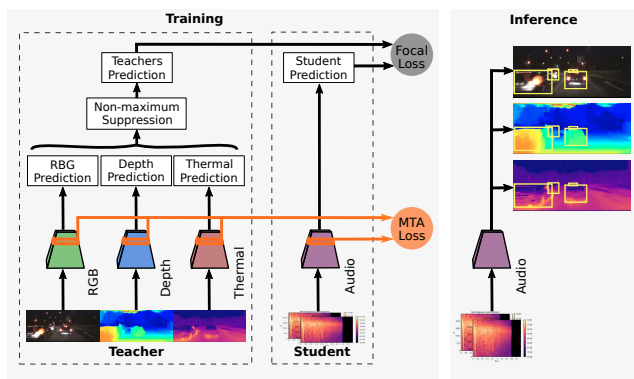 Training
Inference
Teachers
Prediction
Student
Prediction
Focal
Loss
Non-maximum
Suppression
RBG
Prediction
Depth
Prediction
Thermal
Prediction
MTA
Loss
RGB
Depth
Thermal
Audio
Audio
Teacher
Student